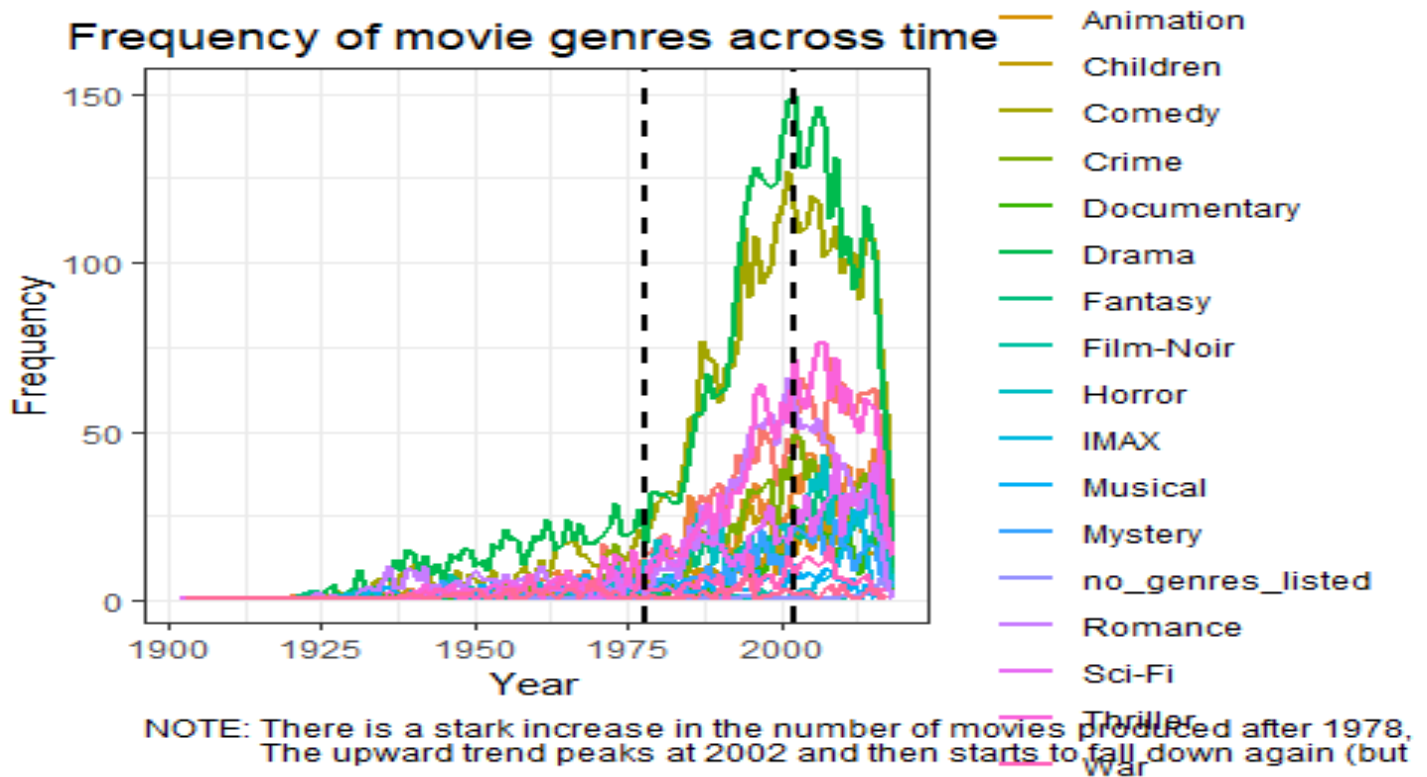 Frequency of movie genres across time
150
100
50
0
Frequency
1900 1925 1950 1975 2000
Year
Animation
Children
Comedy
Crime
Documentary
Drama
Fantasy
Film-Noir
Horror
IMAX
Musical
Mystery
no_genres_listed
Romance
Sci-Fi
Thriller
War
NOTE: There is a stark increase in the number of movies produced after 1978,
The upward trend peaks at 2002 and then starts to fall down again (but